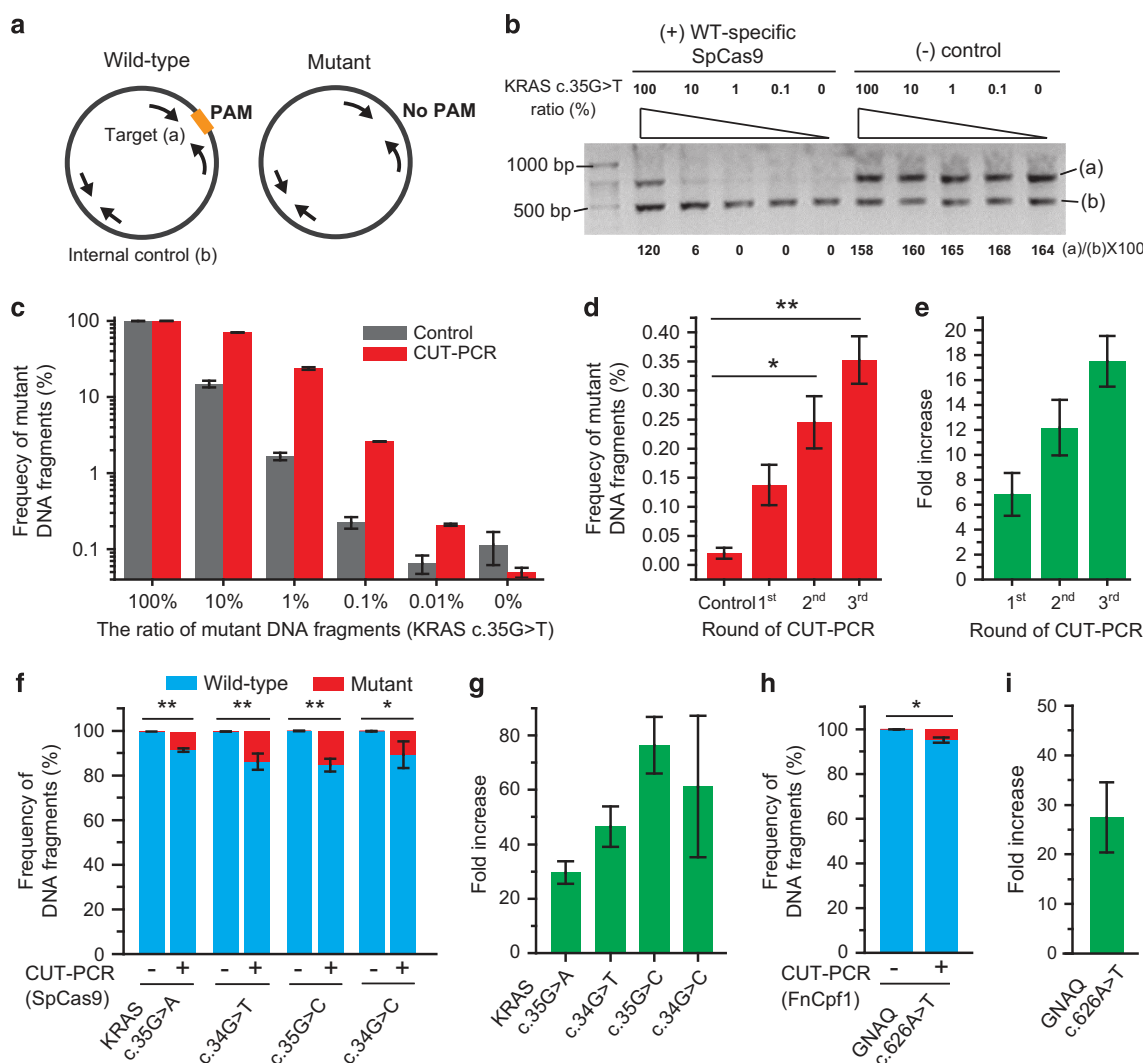 a
Wild-type
Mutant
PAM
No PAM
Target (a)
Internal control (b)
b
(+) WT-specific
SpCas9
(-) control
KRAS c.35G>T
ratio (%)
100 10 1 0.1 0 100 10 1 0.1 0
1000 bp
500 bp
(a)
(b)
120 6 0 0 0 158 160 165 168 164 (a)/(b)X100
c
Frequecy of mutant
DNA fragments (%)
100
10
1
0.1
Control
CUT-PCR
100% 10% 1% 0.1% 0.01% 0%
The ratio of mutant DNA fragments (KRAS c.35G>T)
d
Frequecy of mutant
DNA fragments (%)
0.40
0.35
0.30
0.25
0.20
0.15
0.10
0.05
0.00
**
*
Control 1st 2nd 3rd
Round of CUT-PCR
e
Fold increase
20
18
16
14
12
10
8
6
4
2
0
1st 2nd 3rd
Round of CUT-PCR
f
Wild-type Mutant
Frequency of
DNA fragments (%)
100
80
60
40
20
0
** ** ** *
CUT-PCR
(SpCas9)
- + - + - + - +
KRAS
c.35G>A
c.34G>T
c.35G>C
c.34G>C
g
Fold increase
80
60
40
20
0
KRAS
c.35G>A
c.34G>T
c.35G>C
c.34G>C
h
Frequency of
DNA fragments (%)
100
80
60
40
20
0
*
CUT-PCR
(FnCpf1)
- +
GNAQ
c.626A>T
i
Fold increase
50
40
30
20
10
0
GNAQ
c.626A>T